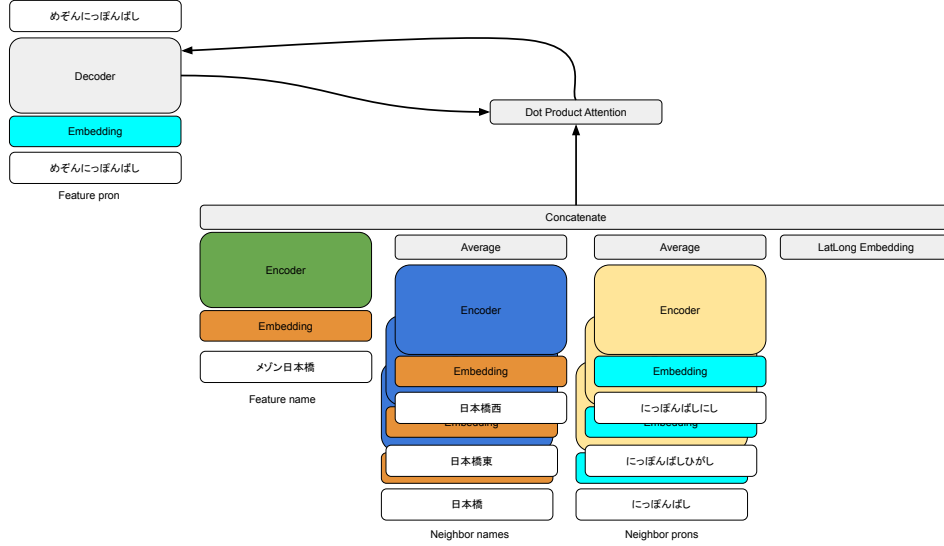 めぞんにっぽんばし
Decoder
Embedding
めぞんにっぽんばし
Feature pron
Dot Product Attention
Concatenate
Encoder
Embedding
メゾン日本橋
Feature name
Average
Encoder
Embedding
日本橋西
Embedding
日本橋東
日本橋
Neighbor names
Average
Encoder
Embedding
にっぽんばしにし
Embedding
にっぽんばしひがし
にっぽんばし
Neighbor prons
LatLong Embedding